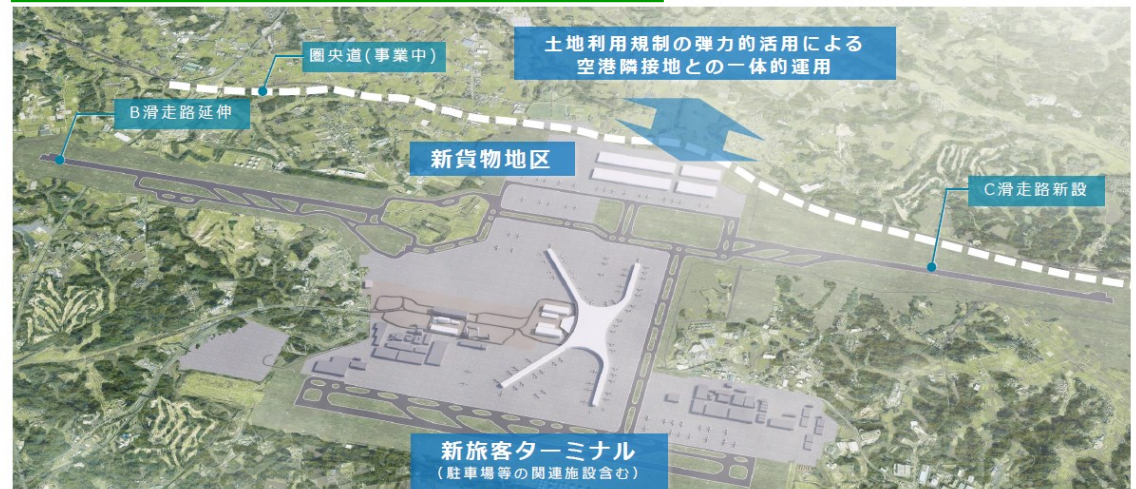 土地利用規制の弾力的活用による
空港隣接地との一体的運用
圏央道(事業中)
B滑走路延伸
新貨物地区
C滑走路新設
新旅客ターミナル
(駐車場等の関連施設含む)